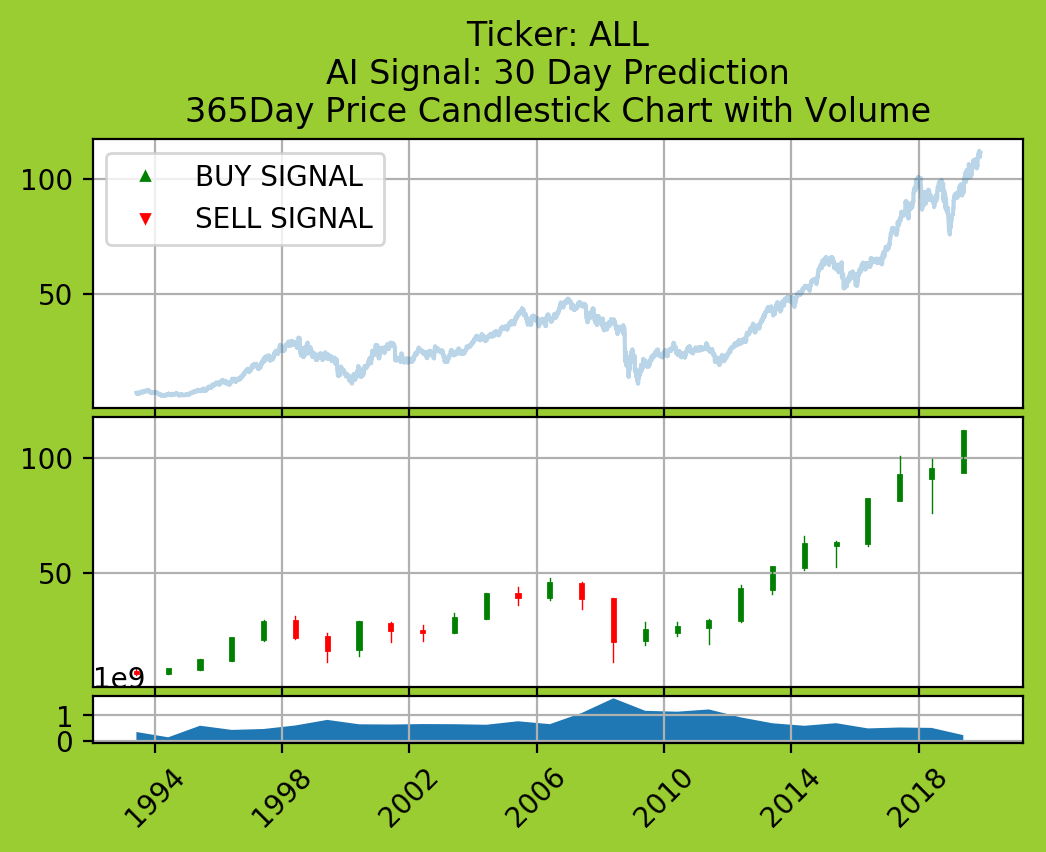 Ticker: ALL
AI Signal: 30 Day Prediction
365Day Price Candlestick Chart with Volume
BUY SIGNAL
SELL SIGNAL
100
50
100
50
1e9
1
0
1994
1998
2002
2006
2010
2014
2018